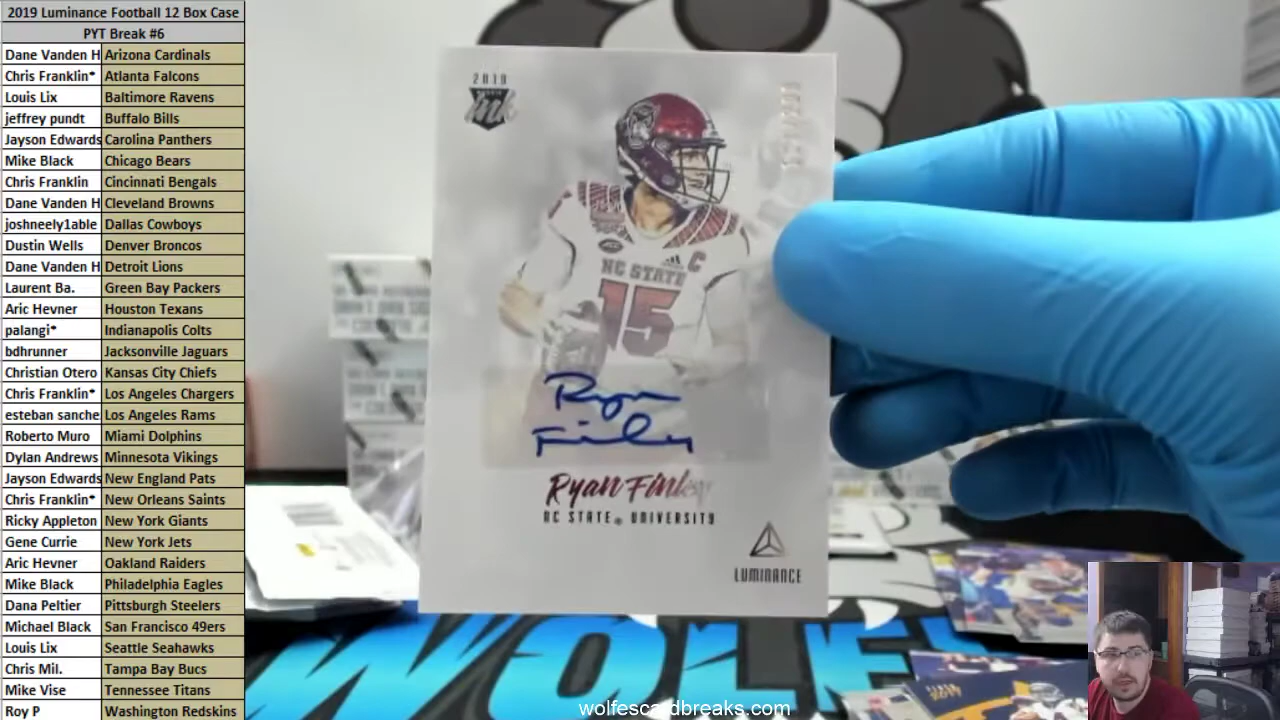 2019 Luminance Football 12 Box Case
PYT Break #6
Dane Vanden H Arizona Cardinals
Chris Franklin* Atlanta Falcons
Louis Lix Baltimore Ravens
jeffrey pundt Buffalo Bills
Jayson Edwards Carolina Panthers
Mike Black Chicago Bears
Chris Franklin Cincinnati Bengals
Dane Vanden H Cleveland Browns
joshneely1able Dallas Cowboys
Dustin Wells Denver Broncos
Dane Vanden H Detroit Lions
Laurent Ba. Green Bay Packers
Aric Hevner Houston Texans
palangi* Indianapolis Colts
bdhrunner Jacksonville Jaguars
Christian Otero Kansas City Chiefs
Chris Franklin* Los Angeles Chargers
esteban sanche Los Angeles Rams
Roberto Muro Miami Dolphins
Dylan Andrews Minnesota Vikings
Jayson Edwards New England Pats
Chris Franklin* New Orleans Saints
Ricky Appleton New York Giants
Gene Currie New York Jets
Aric Hevner Oakland Raiders
Mike Black Philadelphia Eagles
Dana Peltier Pittsburgh Steelers
Michael Black San Francisco 49ers
Louis Lix Seattle Seahawks
Chris Mil. Tampa Bay Bucs
Mike Vise Tennessee Titans
Roy P Washington Redskins
2019
ink
NC STATE C
15
Ryan
Finley
Ryan Finley
NC STATE® UNIVERSITY
LUMINANCE
WOLFE
wolfescardbreaks.com